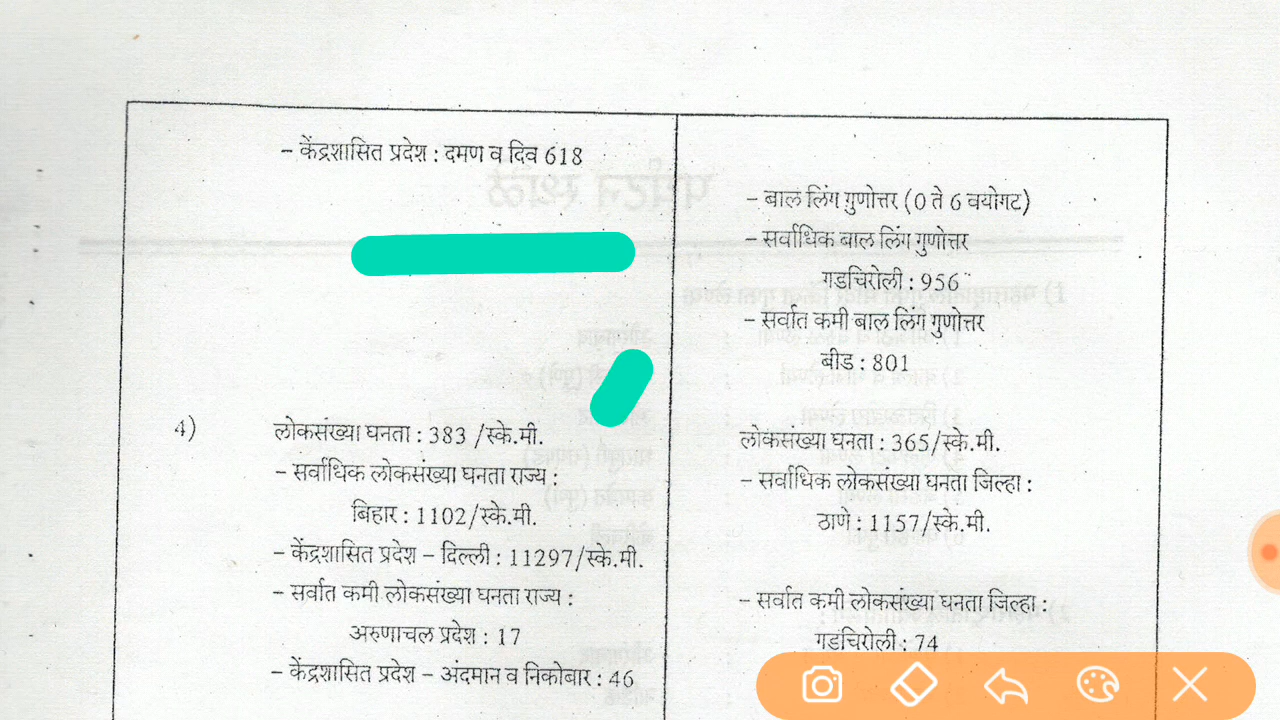 – केंद्रशासित प्रदेश : दमण व दिव 618
4) लोकसंख्या घनता : 383 /स्के.मी.
– सर्वाधिक लोकसंख्या घनता राज्य :
बिहार : 1102/स्के.मी.
– केंद्रशासित प्रदेश – दिल्ली : 11297/स्के.मी.
– सर्वात कमी लोकसंख्या घनता राज्य :
अरुणाचल प्रदेश : 17
– केंद्रशासित प्रदेश – अंदमान व निकोबार : 46
– बाल लिंग गुणोत्तर (0 ते 6 वयोगट)
– सर्वाधिक बाल लिंग गुणोत्तर
गडचिरोली : 956
– सर्वात कमी बाल लिंग गुणोत्तर
बीड : 801
लोकसंख्या घनता : 365/स्के.मी.
– सर्वाधिक लोकसंख्या घनता जिल्हा :
ठाणे : 1157/स्के.मी.
– सर्वात कमी लोकसंख्या घनता जिल्हा :
गडचिरोली : 74